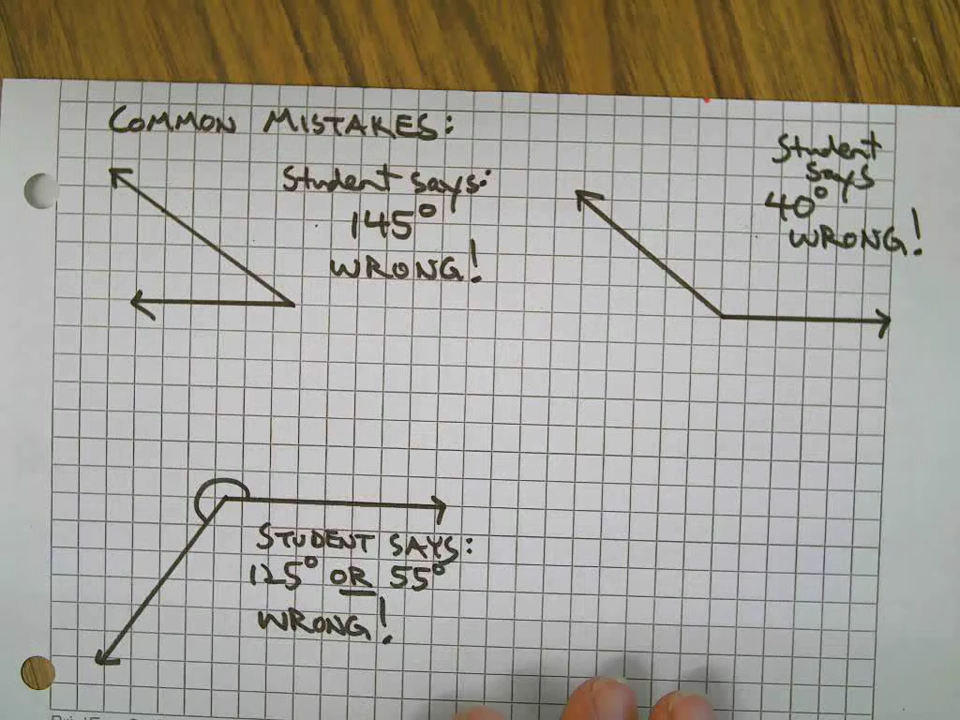 COMMON MISTAKES:
Student says:
145°
WRONG!
Student
says
40°
WRONG!
STUDENT SAYS:
125° OR 55°
WRONG!